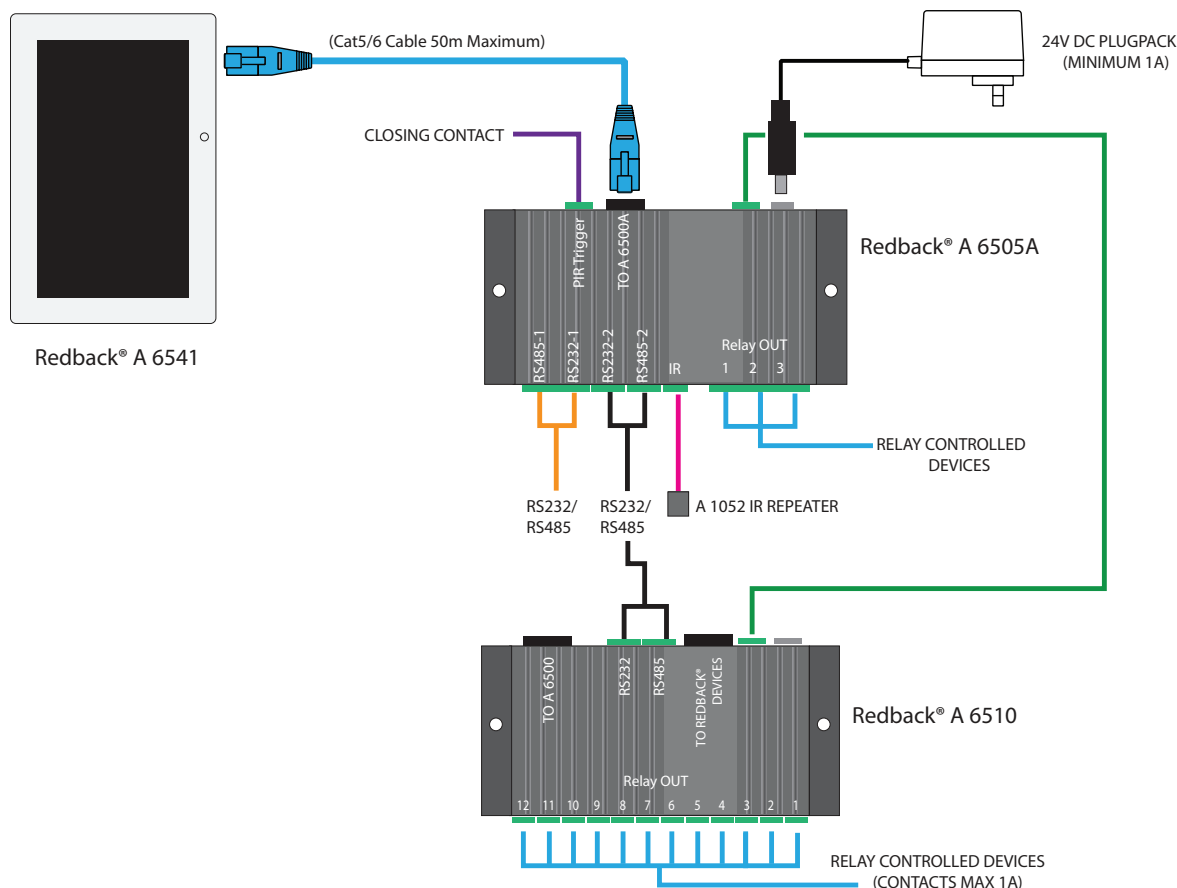 (Cat5/6 Cable 50m Maximum)
24V DC PLUGPACK
(MINIMUM 1A)
CLOSING CONTACT
Redback® A 6541
PIR Trigger
TO A 6500A
Redback® A 6505A
RS485-1
RS232-1
RS232-2
RS485-2
IR
Relay OUT
1 2 3
RELAY CONTROLLED
DEVICES
RS232/
RS485
RS232/
RS485
A 1052 IR REPEATER
TO A 6500
RS232
RS485
TO REDBACK®
DEVICES
Redback® A 6510
Relay OUT
12 11 10 9 8 7 6 5 4 3 2 1
RELAY CONTROLLED DEVICES
(CONTACTS MAX 1A)